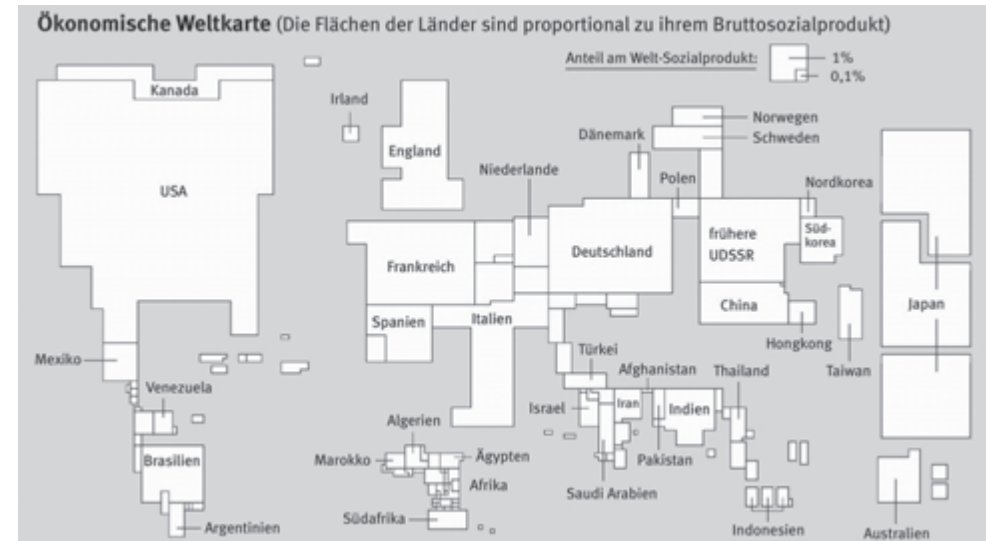 Ökonomische Weltkarte (Die Flächen der Länder sind proportional zu ihrem Bruttosozialprodukt)
Anteil am Welt-Sozialprodukt:
1%
0,1%
Kanada
USA
Irland
England
Niederlande
Dänemark
Norwegen
Schweden
Polen
Nordkorea
Süd-
korea
frühere
UDSSR
Deutschland
Frankreich
Spanien
Italien
China
Hongkong
Taiwan
Japan
Mexiko
Venezuela
Brasilien
Argentinien
Türkei
Afghanistan
Thailand
Israel
Iran
Indien
Algerien
Marokko
Ägypten
Afrika
Südafrika
Pakistan
Saudi Arabien
Indonesien
Australien